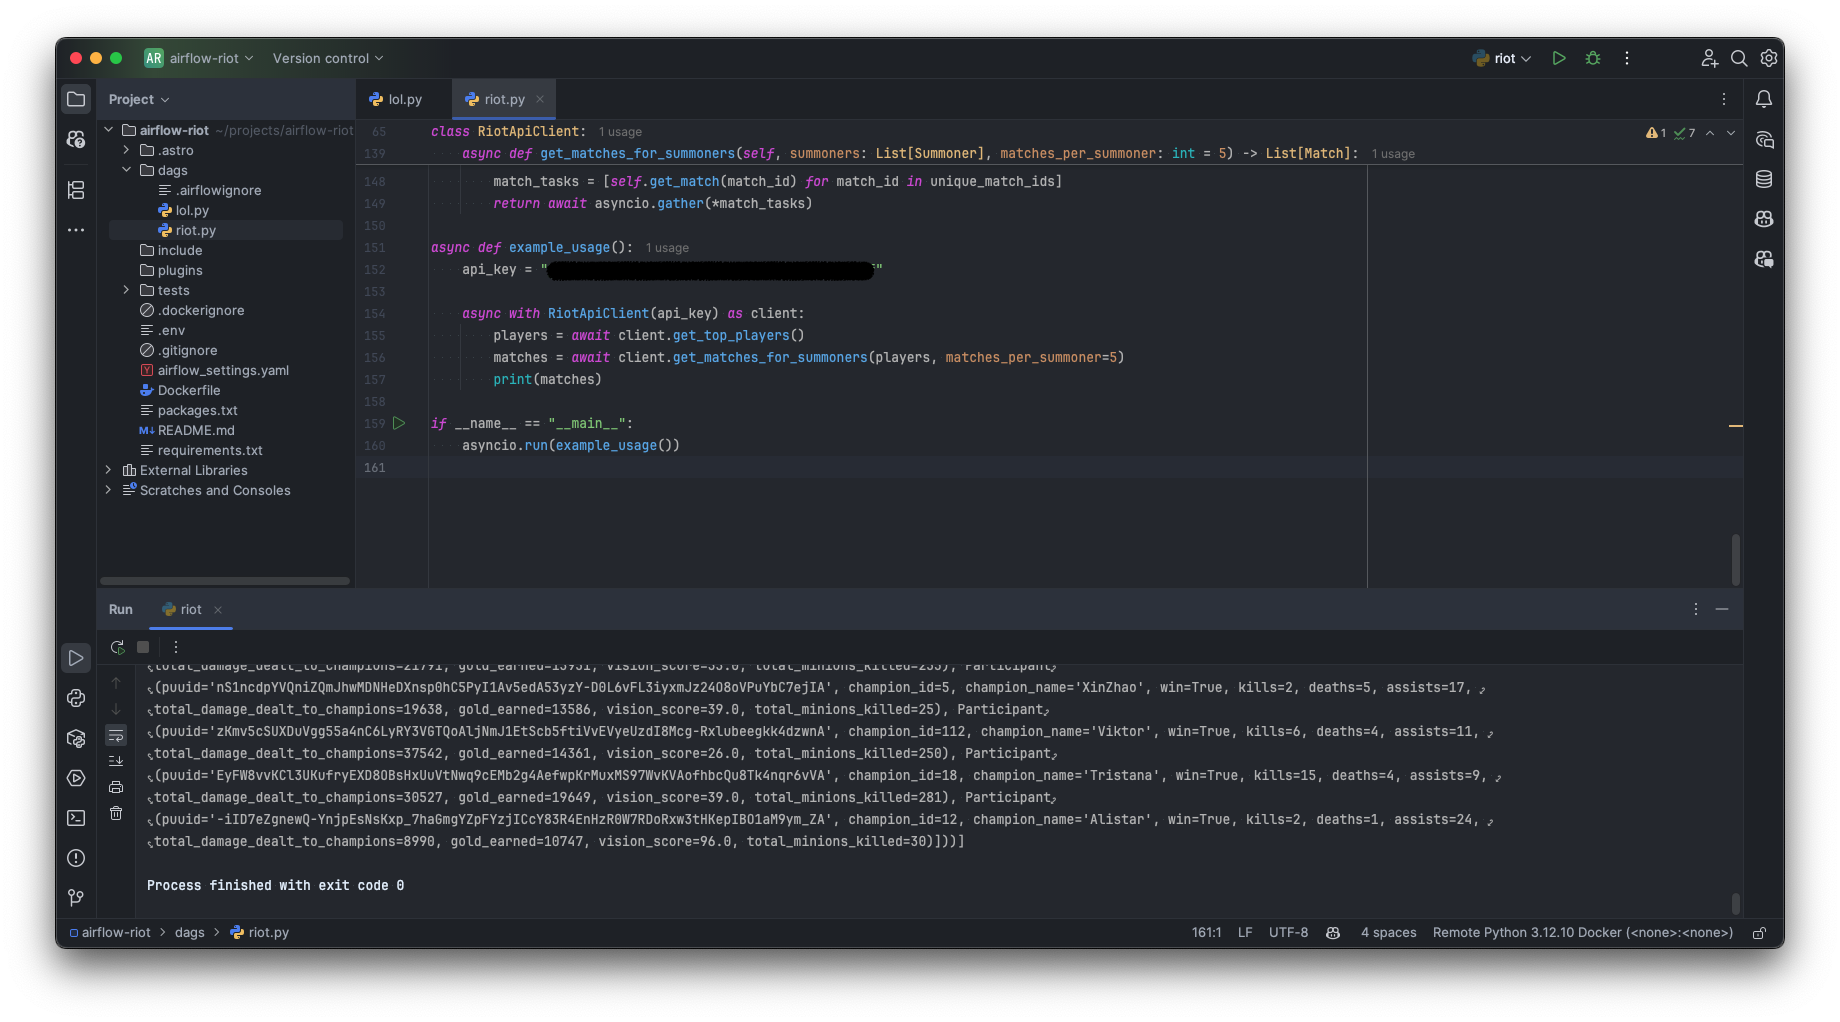 AR airflow-riot Version control riot
Project
airflow-riot ~/projects/airflow-riot
.astro
dags
.airflowignore
lol.py
riot.py
include
plugins
tests
.dockerignore
.env
.gitignore
airflow_settings.yaml
Dockerfile
packages.txt
README.md
requirements.txt
External Libraries
Scratches and Consoles
lol.py riot.py
1 7
65 class RiotApiClient: 1 usage
139 async def get_matches_for_summoners(self, summoners: List[Summoner], matches_per_summoner: int = 5) -> List[Match]: 1 usage
148 match_tasks = [self.get_match(match_id) for match_id in unique_match_ids]
149 return await asyncio.gather(*match_tasks)
150
151 async def example_usage(): 1 usage
152 api_key = " "
153
154 async with RiotApiClient(api_key) as client:
155 players = await client.get_top_players()
156 matches = await client.get_matches_for_summoners(players, matches_per_summoner=5)
157 print(matches)
158
159 if __name__ == "__main__":
160 asyncio.run(example_usage())
161
Run riot
total_damage_dealt_to_champions=21791, gold_earned=13931, vision_score=33.0, total_minions_killed=233), Participant
(puuid='nS1ncdpYVQniZQmJhwMDNHeDXnsp0hC5PyI1Av5edA53yzY-D0L6vFL3iyxmJz24O8oVPuYbC7ejIA', champion_id=5, champion_name='XinZhao', win=True, kills=2, deaths=5, assists=17,
total_damage_dealt_to_champions=19638, gold_earned=13586, vision_score=39.0, total_minions_killed=25), Participant
(puuid='zKmv5cSUXDuVgg55a4nC6LyRY3VGTQoAljNmJ1EtScb5ftiVvEVyeUzdI8Mcg-Rxlubeegkk4dzwnA', champion_id=112, champion_name='Viktor', win=True, kills=6, deaths=4, assists=11,
total_damage_dealt_to_champions=37542, gold_earned=14361, vision_score=26.0, total_minions_killed=250), Participant
(puuid='EyFW8vvKCl3UKufryEXD8OBsHxUuVtNwq9cEMb2g4AefwpKrMuxMS97WvKVAofhbcQu8Tk4nqr6vVA', champion_id=18, champion_name='Tristana', win=True, kills=15, deaths=4, assists=9,
total_damage_dealt_to_champions=30527, gold_earned=19649, vision_score=39.0, total_minions_killed=281), Participant
(puuid='-iID7eZgnewQ-YnjpEsNsKxp_7haGmgYZpFYzjICcY83R4EnHzR0W7RDoRxw3tHKepIBO1aM9ym_ZA', champion_id=12, champion_name='Alistar', win=True, kills=2, deaths=1, assists=24,
total_damage_dealt_to_champions=8990, gold_earned=10747, vision_score=96.0, total_minions_killed=30)]))]
Process finished with exit code 0
airflow-riot > dags > riot.py 161:1 LF UTF-8 4 spaces Remote Python 3.12.10 Docker (<none>:<none>)